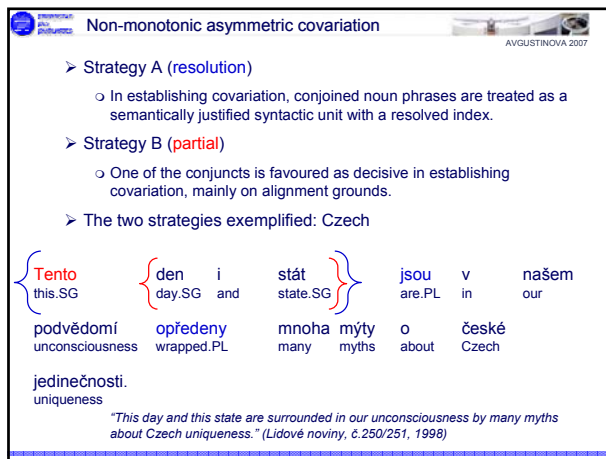 Non-monotonic asymmetric covariation
AVGUSTINOVA 2007
➢ Strategy A (resolution)
o In establishing covariation, conjoined noun phrases are treated as a
semantically justified syntactic unit with a resolved index.
➢ Strategy B (partial)
o One of the conjuncts is favoured as decisive in establishing
covariation, mainly on alignment grounds.
➢ The two strategies exemplified: Czech
Tento den i stát jsou v našem
this.SG day.SG and state.SG are.PL in our
podvědomí opředeny mnoha mýty o české
unconsciousness wrapped.PL many myths about Czech
jedinečnosti.
uniqueness
“This day and this state are surrounded in our unconsciousness by many myths
about Czech uniqueness.” (Lidové noviny, č.250/251, 1998)